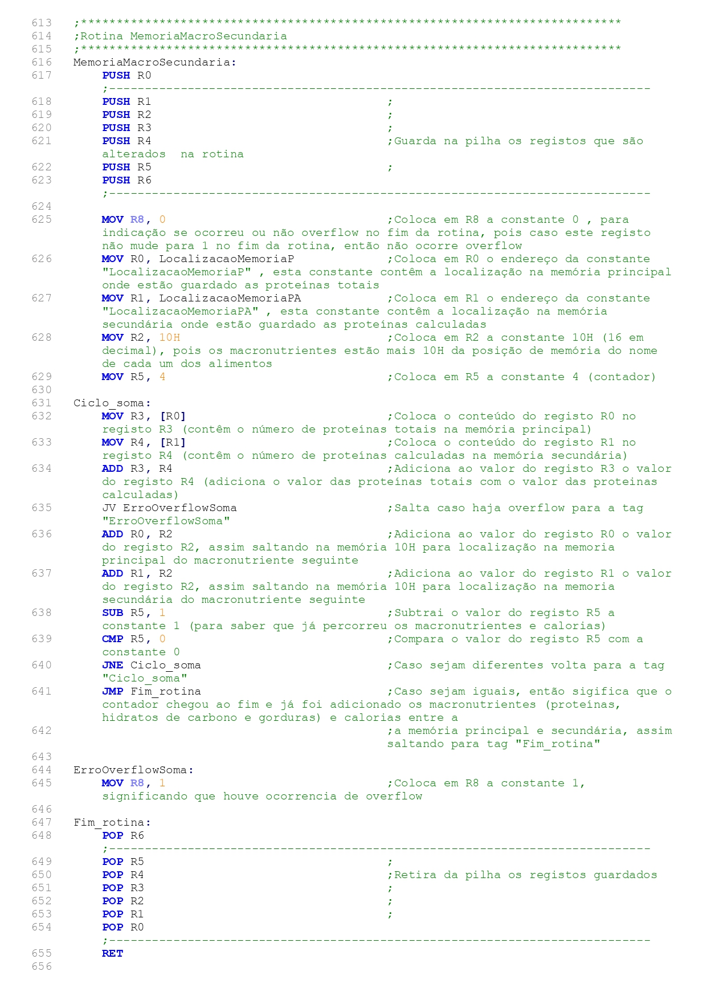 613 ;****************************************************************************
614 ;Rotina MemoriaMacroSecundaria
615 ;****************************************************************************
616 MemoriaMacroSecundaria:
617 PUSH R0
;----------------------------------------------------------------------------
618 PUSH R1 ;
619 PUSH R2 ;
620 PUSH R3 ;
621 PUSH R4 ;Guarda na pilha os registos que são
alterados  na rotina
622 PUSH R5 ;
623 PUSH R6
;----------------------------------------------------------------------------
624
625 MOV R8, 0 ;Coloca em R8 a constante 0 , para
indicação se ocorreu ou não overflow no fim da rotina, pois caso este registo
não mude para 1 no fim da rotina, então não ocorre overflow
626 MOV R0, LocalizacaoMemoriaP ;Coloca em R0 o endereço da constante
"LocalizacaoMemoriaP" , esta constante contêm a localização na memória principal
onde estão guardado as proteínas totais
627 MOV R1, LocalizacaoMemoriaPA ;Coloca em R1 o endereço da constante
"LocalizacaoMemoriaPA" , esta constante contêm a localização na memória
secundária onde estão guardado as proteínas calculadas
628 MOV R2, 10H ;Coloca em R2 a constante 10H (16 em
decimal), pois os macronutrientes estão mais 10H da posição de memória do nome
de cada um dos alimentos
629 MOV R5, 4 ;Coloca em R5 a constante 4 (contador)
630
631 Ciclo_soma:
632 MOV R3, [R0] ;Coloca o conteúdo do registo R0 no
registo R3 (contêm o número de proteínas totais na memória principal)
633 MOV R4, [R1] ;Coloca o conteúdo do registo R1 no
registo R4 (contêm o número de proteínas calculadas na memória secundária)
634 ADD R3, R4 ;Adiciona ao valor do registo R3 o valor
do registo R4 (adiciona o valor das proteínas totais com o valor das proteinas
calculadas)
635 JV ErroOverflowSoma ;Salta caso haja overflow para a tag
"ErroOverflowSoma"
636 ADD R0, R2 ;Adiciona ao valor do registo R0 o valor
do registo R2, assim saltando na memória 10H para localização na memoria
principal do macronutriente seguinte
637 ADD R1, R2 ;Adiciona ao valor do registo R1 o valor
do registo R2, assim saltando na memória 10H para localização na memoria
secundária do macronutriente seguinte
638 SUB R5, 1 ;Subtrai o valor do registo R5 a
constante 1 (para saber que já percorreu os macronutrientes e calorias)
639 CMP R5, 0 ;Compara o valor do registo R5 com a
constante 0
640 JNE Ciclo_soma ;Caso sejam diferentes volta para a tag
"Ciclo_soma"
641 JMP Fim_rotina ;Caso sejam iguais, então sigifica que o
contador chegou ao fim e já foi adicionado os macronutrientes (proteínas,
hidratos de carbono e gorduras) e calorias entre a
642 ;a memória principal e secundária, assim
saltando para tag "Fim_rotina"
643
644 ErroOverflowSoma:
645 MOV R8, 1 ;Coloca em R8 a constante 1,
significando que houve ocorrencia de overflow
646
647 Fim_rotina:
648 POP R6
;----------------------------------------------------------------------------
649 POP R5 ;
650 POP R4 ;Retira da pilha os registos guardados
651 POP R3 ;
652 POP R2 ;
653 POP R1 ;
654 POP R0
;----------------------------------------------------------------------------
655 RET
656